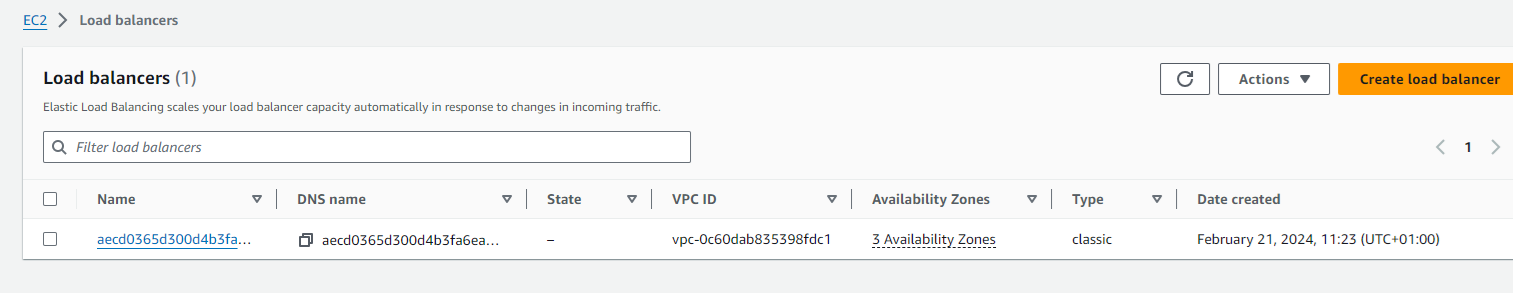 EC2 > Load balancers
Load balancers (1)
Actions
Create load balancer
Elastic Load Balancing scales your load balancer capacity automatically in response to changes in incoming traffic.
Filter load balancers
1
Name DNS name State VPC ID Availability Zones Type Date created
aecd0365d300d4b3fa... aecd0365d300d4b3fa6ea... – vpc-0c60dab835398fdc1 3 Availability Zones classic February 21, 2024, 11:23 (UTC+01:00)